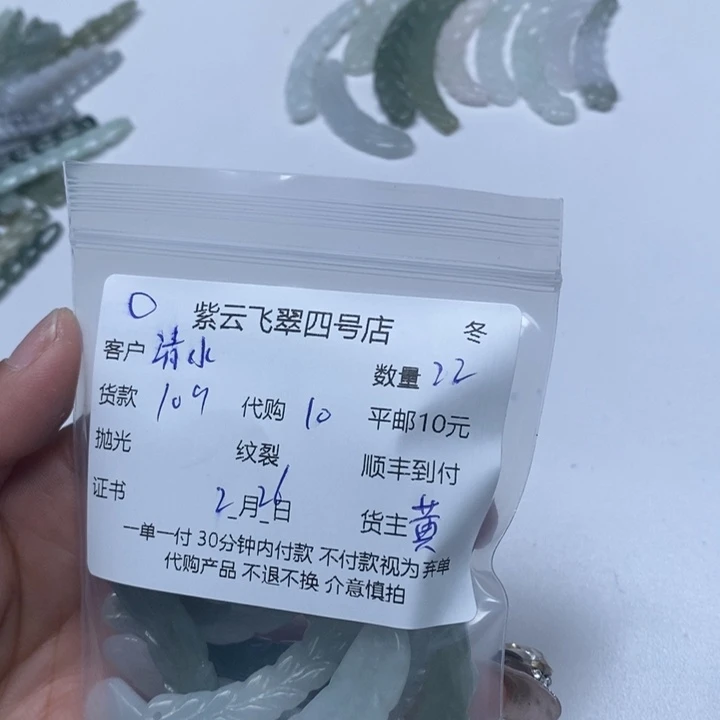 O 紫云飞翠四号店 冬
客户 清水 数量 22
货款 109 代购 10 平邮10元
抛光 纹裂 顺丰到付
证书 2月26日 货主 黄
一单一付 30分钟内付款 不付款视为弃单
代购产品 不退不换 介意慎拍